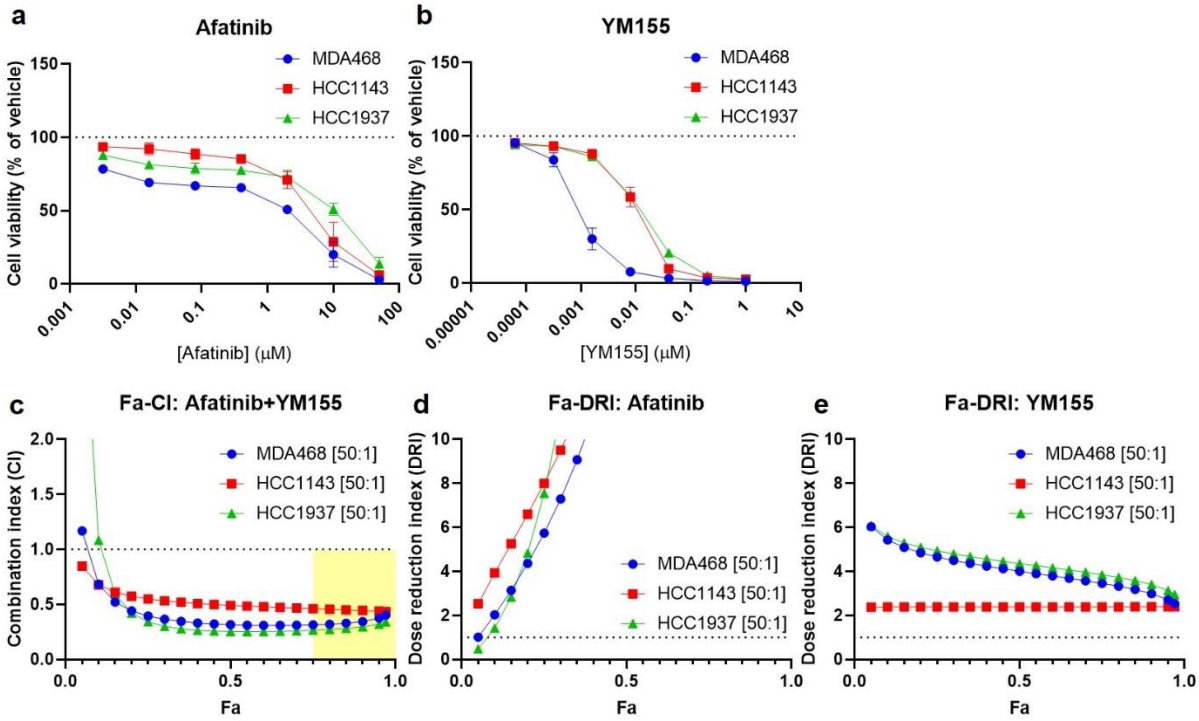 a
Afatinib
MDA468
HCC1143
HCC1937
Cell viability (% of vehicle)
150
100
50
0
0.001
0.01
0.1
1
10
100
[Afatinib] (μM)
b
YM155
MDA468
HCC1143
HCC1937
Cell viability (% of vehicle)
150
100
50
0
0.00001
0.0001
0.001
0.01
0.1
1
10
[YM155] (μM)
c
Fa-CI: Afatinib+YM155
MDA468 [50:1]
HCC1143 [50:1]
HCC1937 [50:1]
Combination index (CI)
2.0
1.5
1.0
0.5
0.0
0.0
0.5
1.0
Fa
d
Fa-DRI: Afatinib
Dose reduction index (DRI)
10
8
6
4
2
0
MDA468 [50:1]
HCC1143 [50:1]
HCC1937 [50:1]
0.0
0.5
1.0
Fa
e
Fa-DRI: YM155
MDA468 [50:1]
HCC1143 [50:1]
HCC1937 [50:1]
Dose reduction index (DRI)
10
8
6
4
2
0
0.0
0.5
1.0
Fa